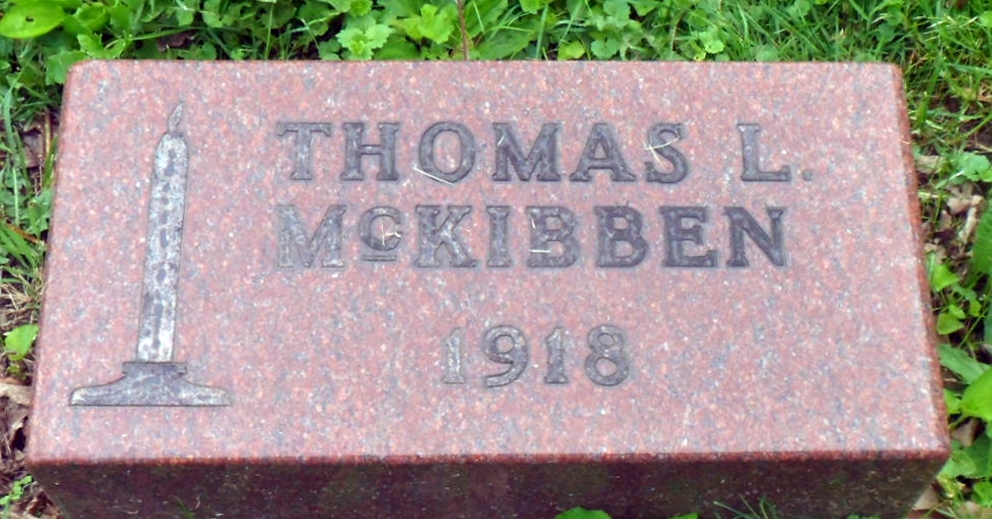 THOMAS L.
McKIBBEN
1918